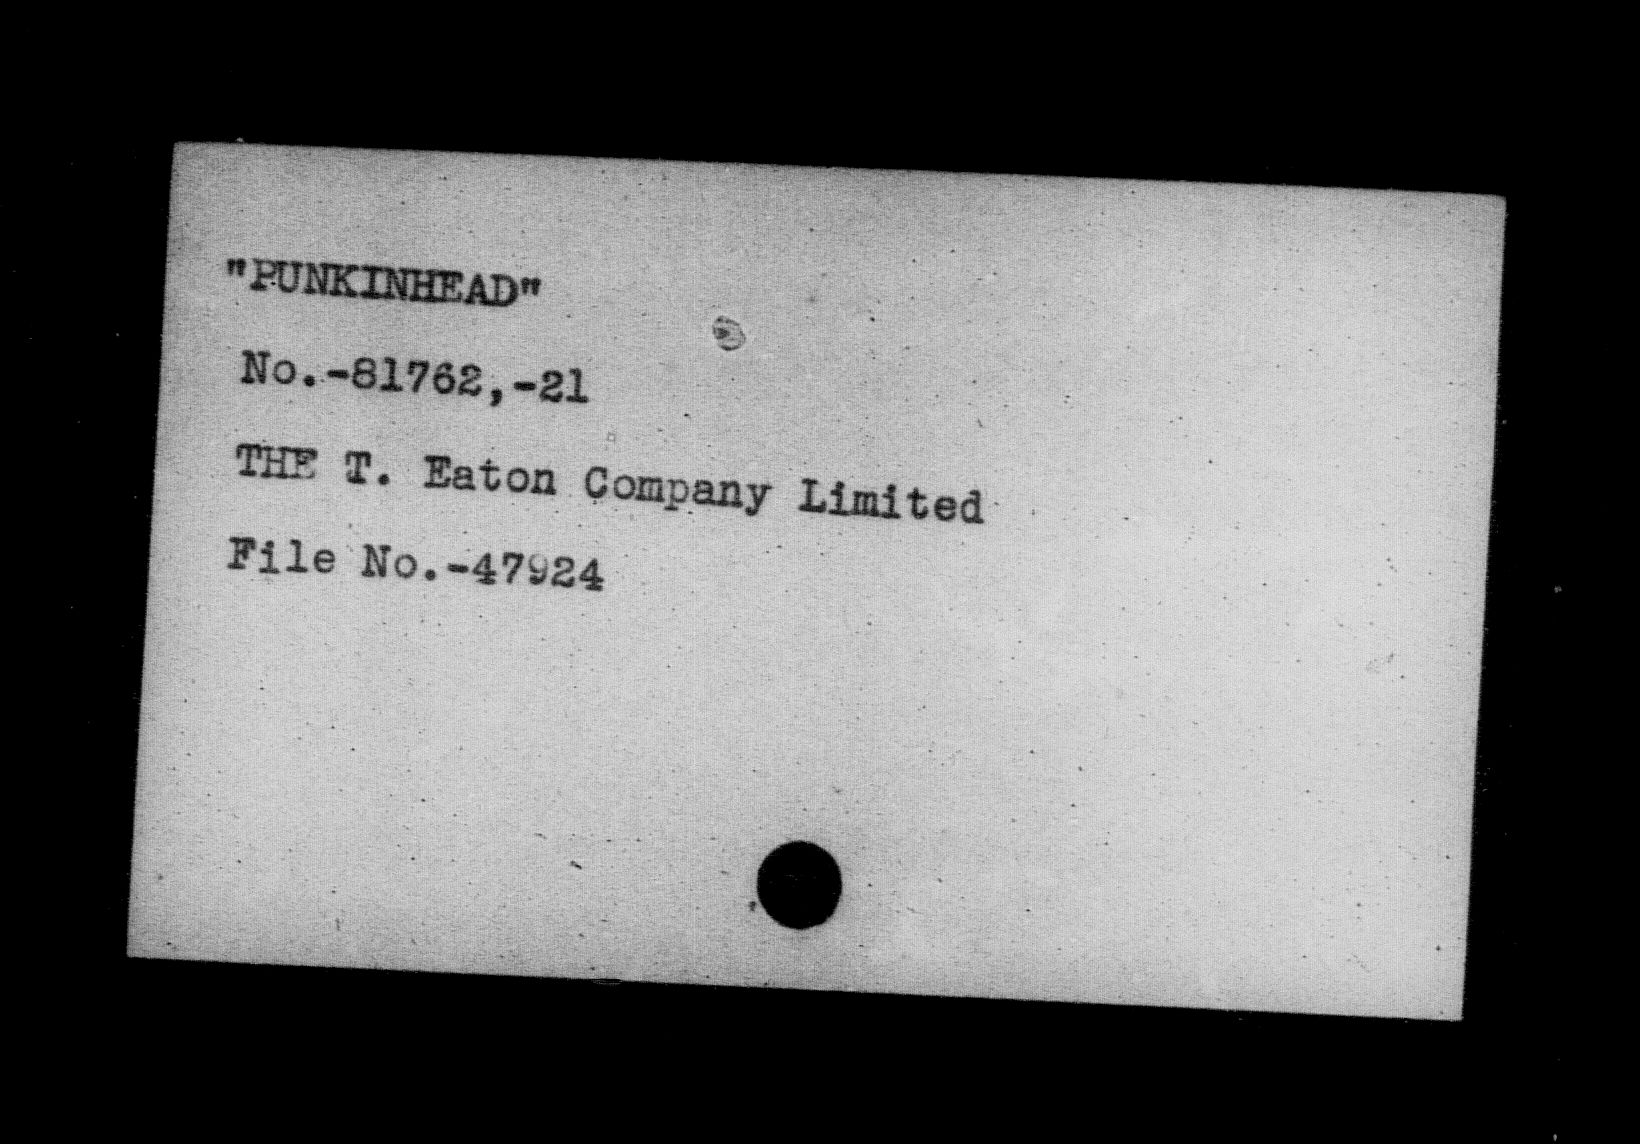 "PUNKINHEAD"
No.-81762,-21
THE T. Eaton Company Limited
File No.-47924